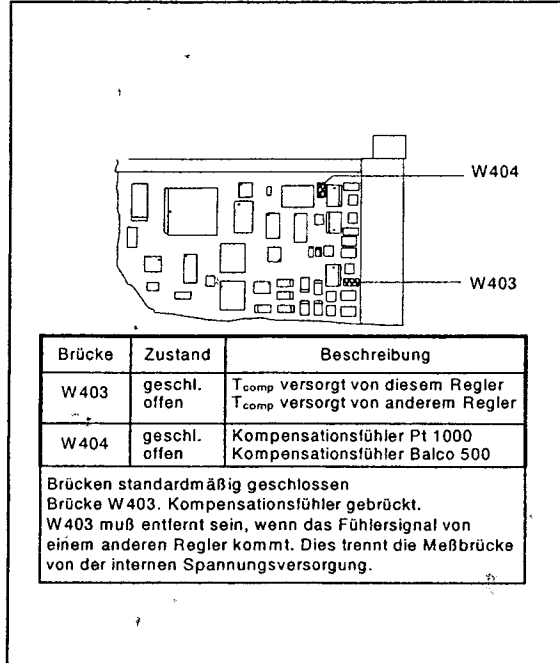 W404
W403
Brücke Zustand Beschreibung
W403 geschl. Tcomp versorgt von diesem Regler
offen Tcomp versorgt von anderem Regler
W404 geschl. Kompensationsfühler Pt 1000
offen Kompensationsfühler Balco 500
Brücken standardmäßig geschlossen
Brücke W403. Kompensationsfühler gebrückt.
W403 muß entfernt sein, wenn das Fühlersignal von
einem anderen Regler kommt. Dies trennt die Meßbrücke
von der internen Spannungsversorgung.